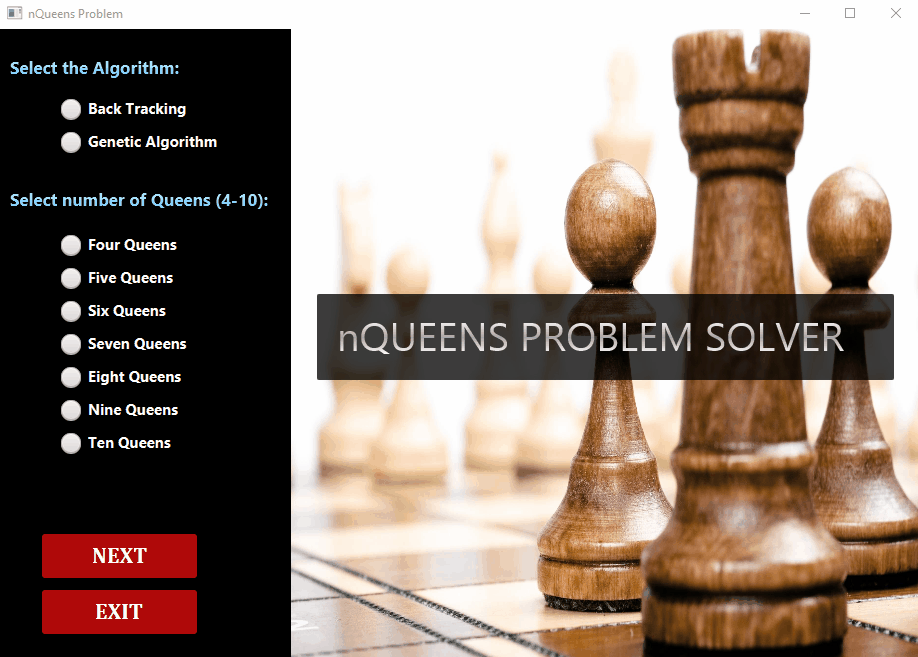 nQueens Problem
Select the Algorithm:
Back Tracking
Genetic Algorithm
Select number of Queens (4-10):
Four Queens
Five Queens
Six Queens
Seven Queens
Eight Queens
Nine Queens
Ten Queens
NEXT
EXIT
nQUEENS PROBLEM SOLVER